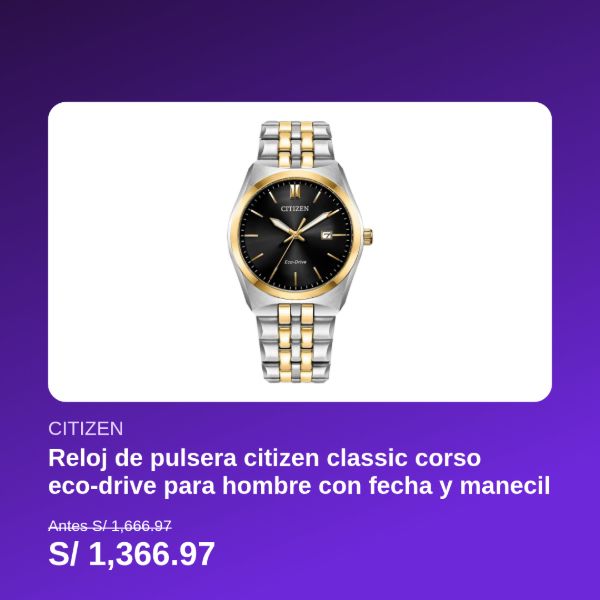 CITIZEN
Eco-Drive
CITIZEN
Reloj de pulsera citizen classic corso
eco-drive para hombre con fecha y manecil
Antes S/ 1,666.97
S/ 1,366.97